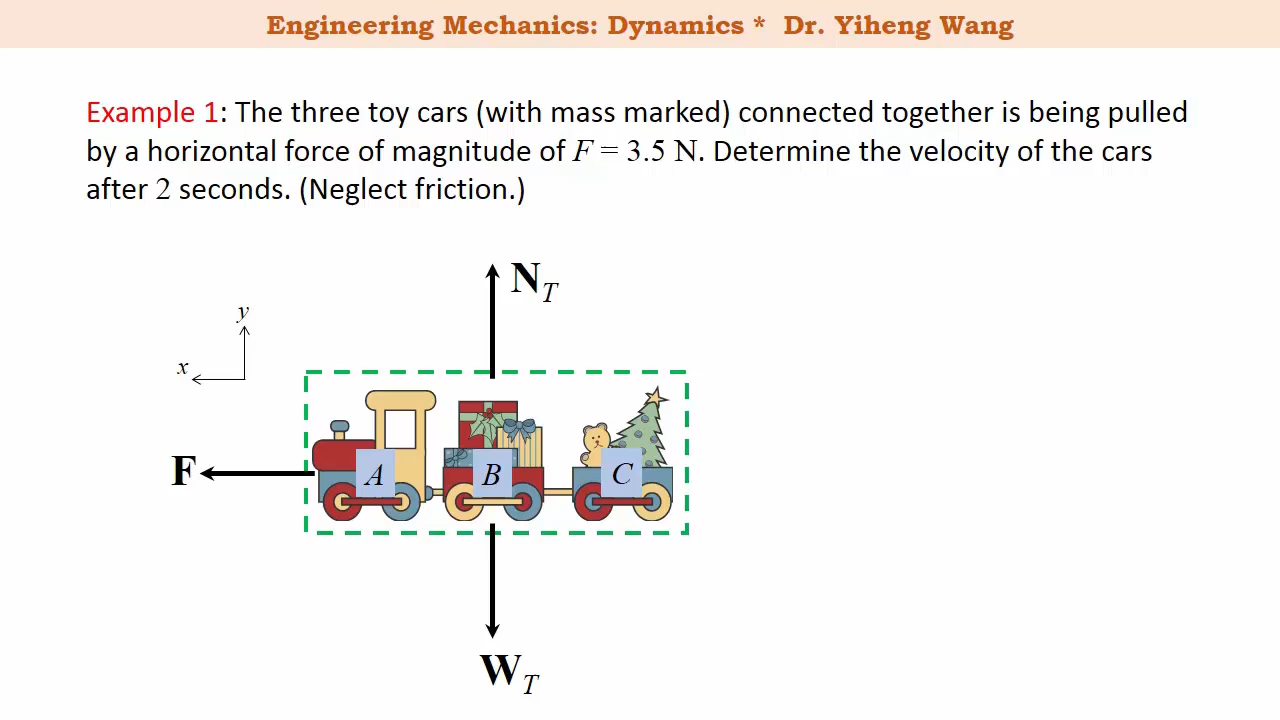 Engineering Mechanics: Dynamics * Dr. Yiheng Wang
Example 1: The three toy cars (with mass marked) connected together is being pulled
by a horizontal force of magnitude of F = 3.5 N. Determine the velocity of the cars
after 2 seconds. (Neglect friction.)
N_T
y
x
F
A
B
C
W_T